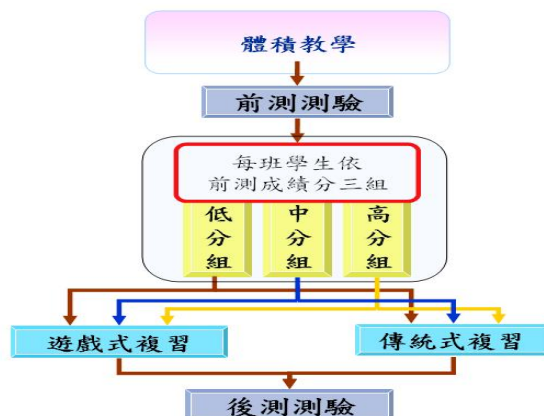 體積教學
前測測驗
每班學生依
前測成績分三組
低分組
中分組
高分組
遊戲式複習
傳統式複習
後測測驗